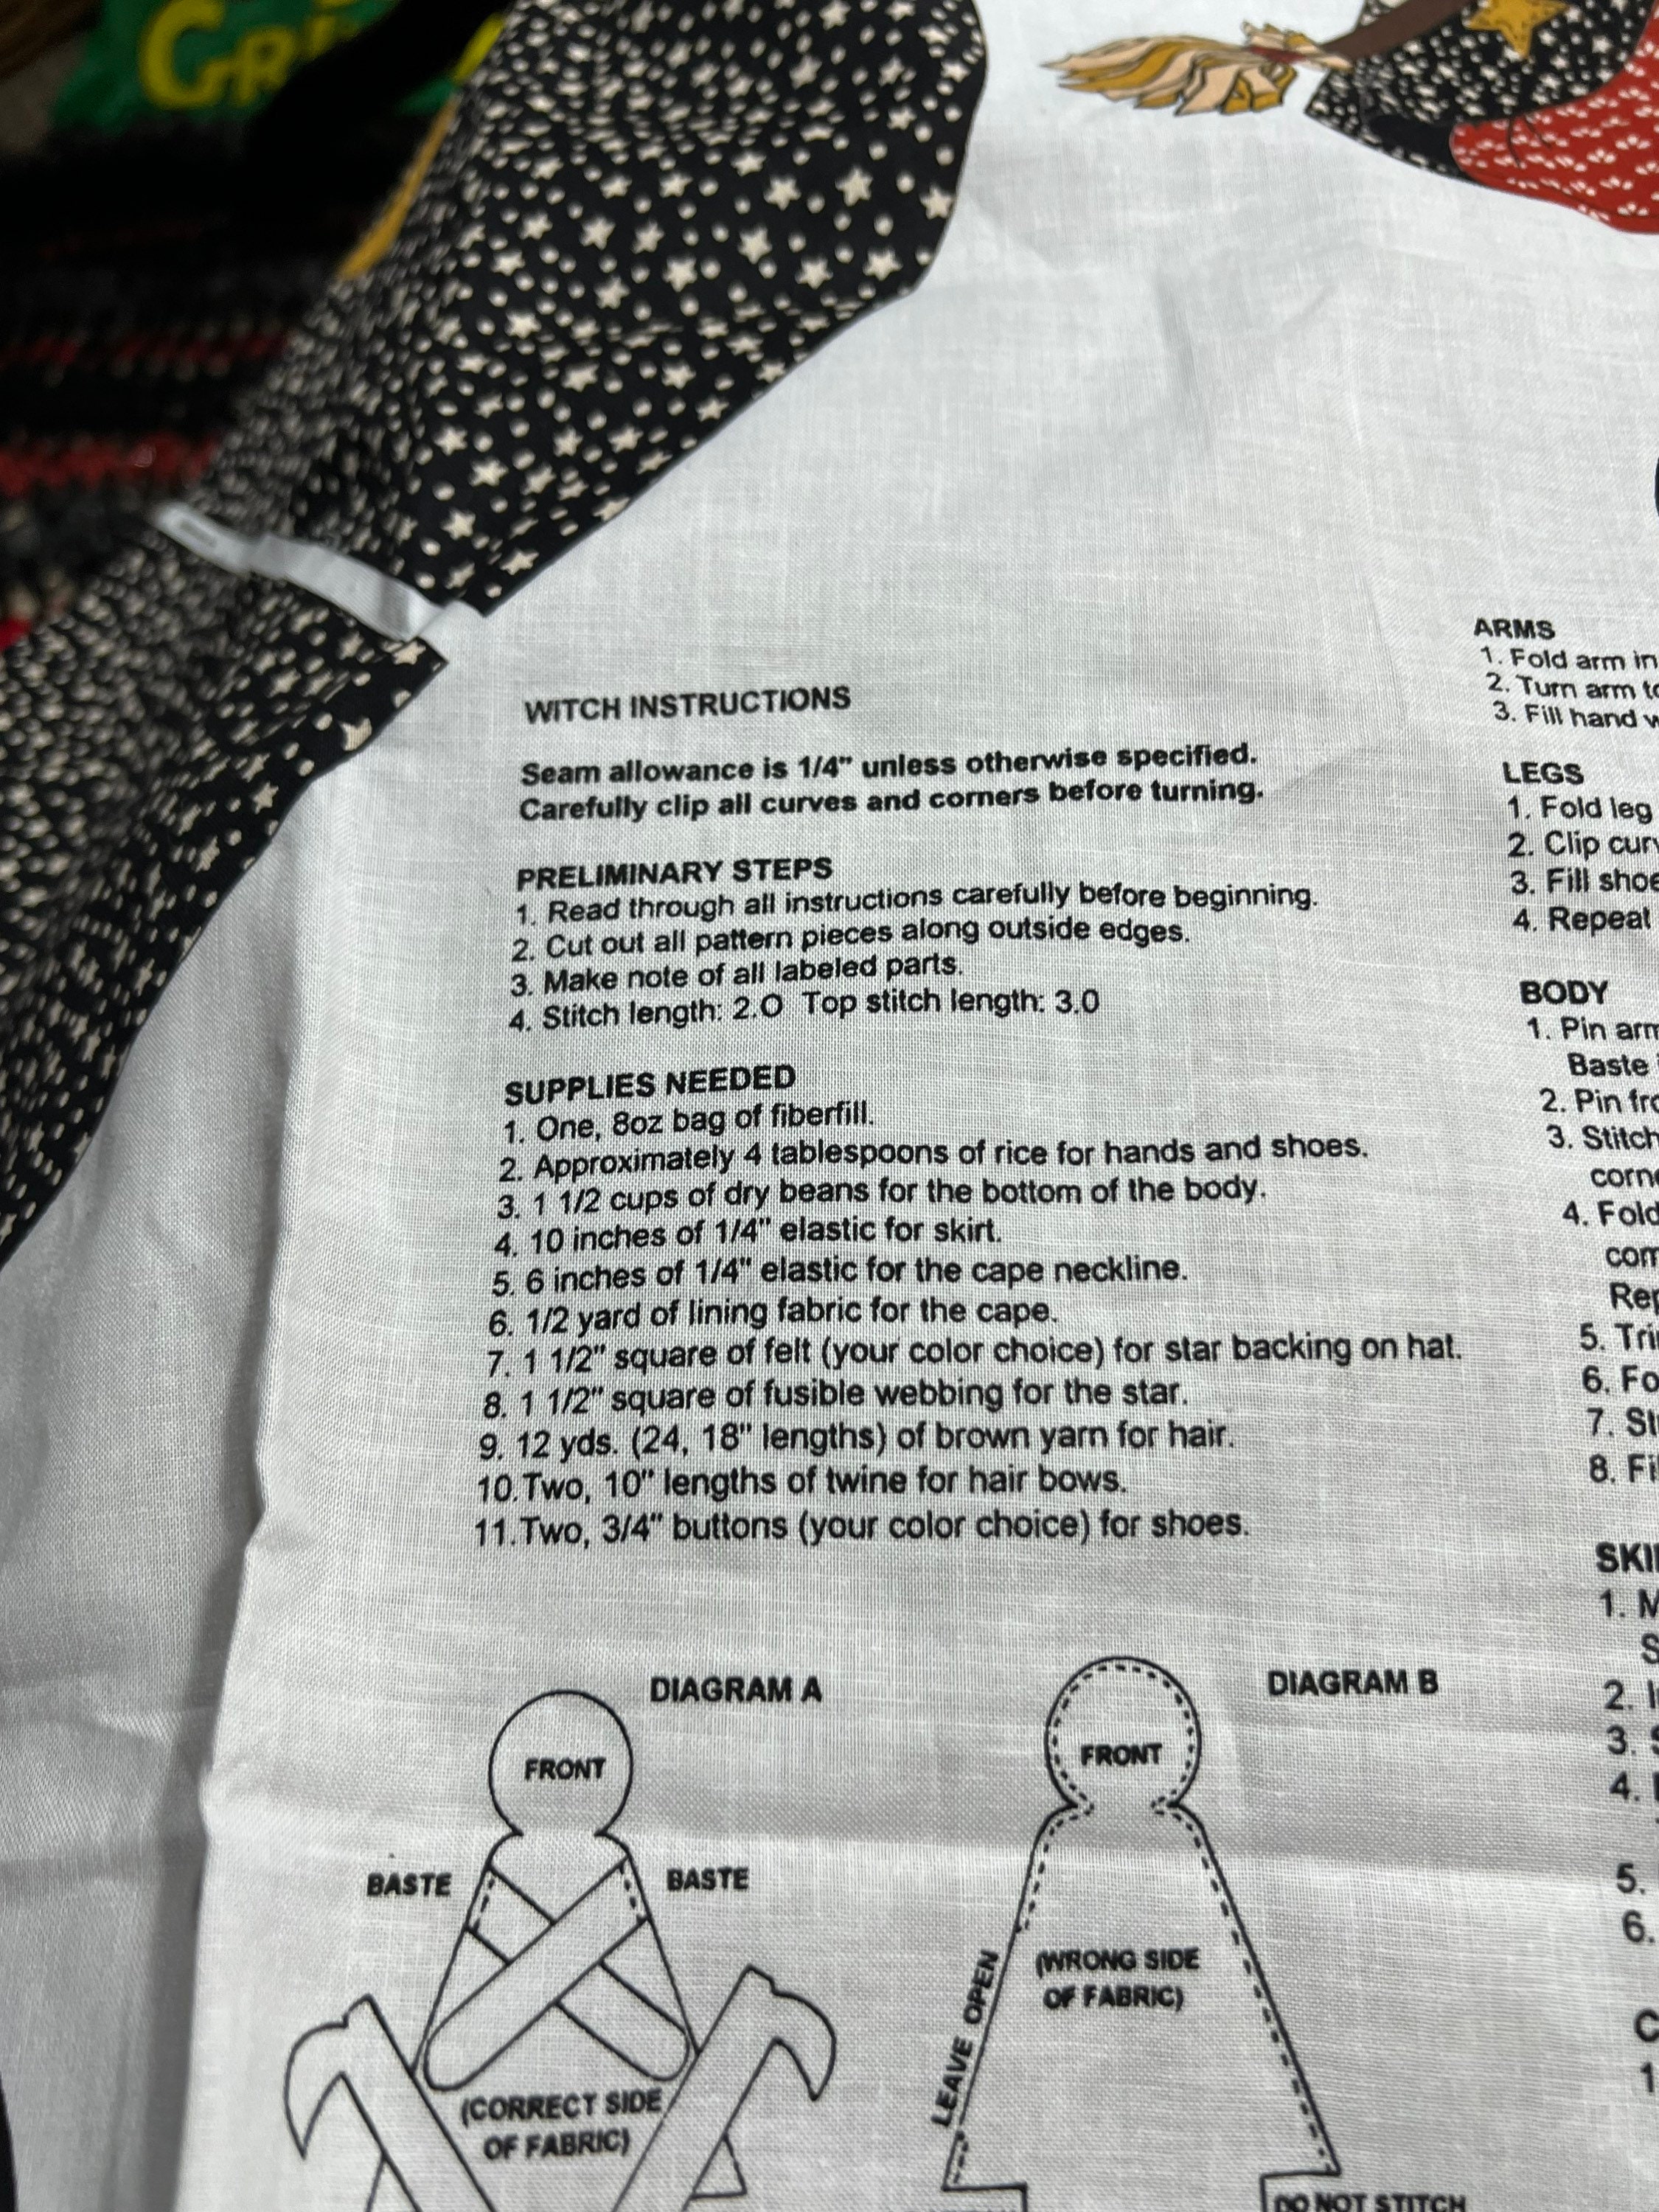 WITCH INSTRUCTIONS
Seam allowance is 1/4" unless otherwise specified.
Carefully clip all curves and corners before turning.
PRELIMINARY STEPS
1. Read through all instructions carefully before beginning.
2. Cut out all pattern pieces along outside edges.
3. Make note of all labeled parts.
4. Stitch length: 2.O Top stitch length: 3.0
SUPPLIES NEEDED
1. One, 8oz bag of fiberfill.
2. Approximately 4 tablespoons of rice for hands and shoes.
3. 1 1/2 cups of dry beans for the bottom of the body.
4. 10 inches of 1/4" elastic for skirt.
5. 6 inches of 1/4" elastic for the cape neckline.
6. 1/2 yard of lining fabric for the cape.
7. 1 1/2" square of felt (your color choice) for star backing on hat.
8. 1 1/2" square of fusible webbing for the star.
9. 12 yds. (24, 18" lengths) of brown yarn for hair.
10.Two, 10" lengths of twine for hair bows.
11.Two, 3/4" buttons (your color choice) for shoes.
DIAGRAM A
FRONT
BASTE
BASTE
(CORRECT SIDE
OF FABRIC)
DIAGRAM B
FRONT
(WRONG SIDE
OF FABRIC)
LEAVE OPEN
DO NOT STITCH
ARMS
1. Fold arm in
2. Turn arm
3. Fill hand
LEGS
1. Fold leg
2. Clip
3. Fill
4. Repeat
BODY
1. Pin
Baste
2. Pin
3. Stitch
4. Fold
5.
6.
7.
8.
1.
2.
3.
4.
5.
6.
1